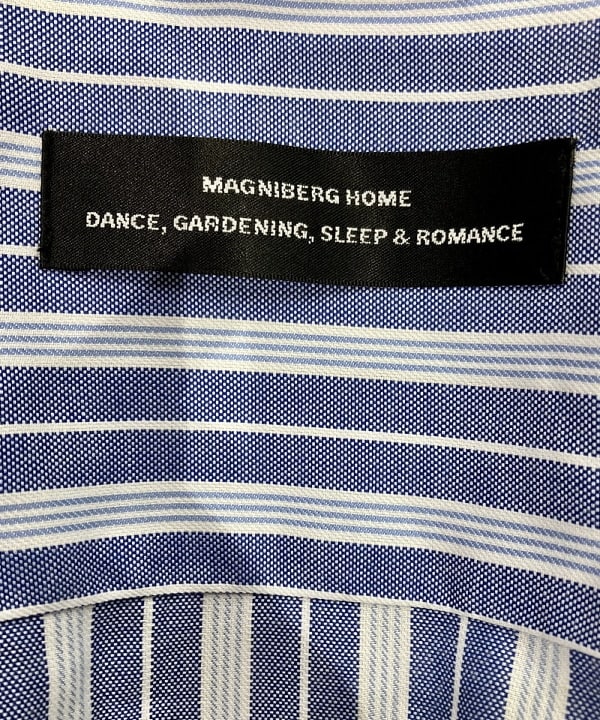 MAGNIBERG HOME
DANCE, GARDENING, SLEEP & ROMANCE